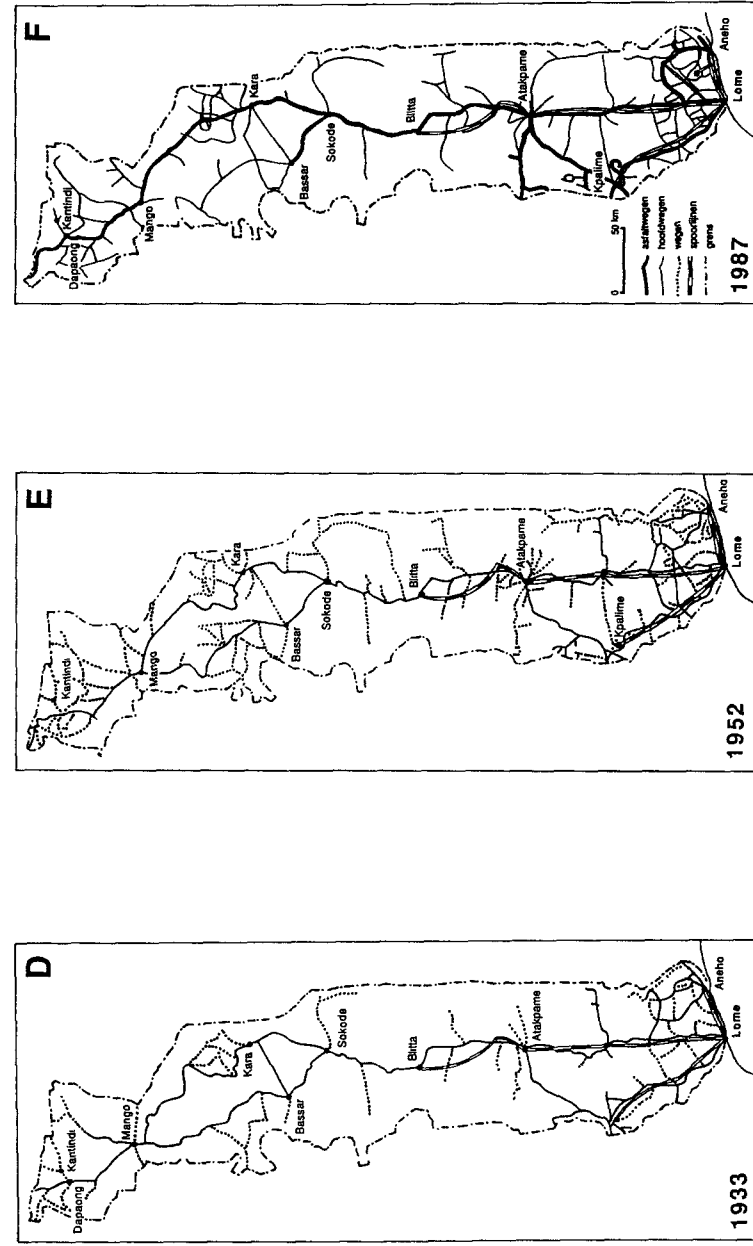 D
Kantindi
Dapaong
Mango
Kara
Bassar
Sokode
Blitta
Atakpame
Aneho
Lome
1933
E
Kantindi
Mango
Kara
Bassar
Sokode
Blitta
Atakpame
Kpalime
Aneho
Lome
1952
F
Kantindi
Dapaong
Mango
Kara
Bassar
Sokode
Blitta
Atakpame
Kpalime
0 50 km
asfaltwegen
hoofdwegen
wegen
spoorlijnen
grens
Aneho
Lome
1987